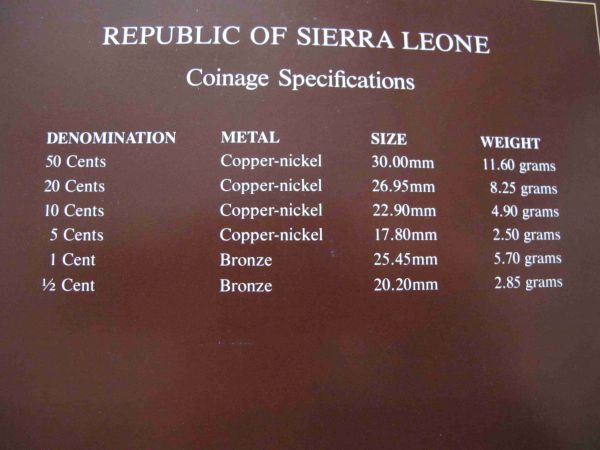 REPUBLIC OF SIERRA LEONE
Coinage Specifications
DENOMINATION METAL SIZE WEIGHT
50 Cents Copper-nickel 30.00mm 11.60 grams
20 Cents Copper-nickel 26.95mm 8.25 grams
10 Cents Copper-nickel 22.90mm 4.90 grams
5 Cents Copper-nickel 17.80mm 2.50 grams
1 Cent Bronze 25.45mm 5.70 grams
½ Cent Bronze 20.20mm 2.85 grams